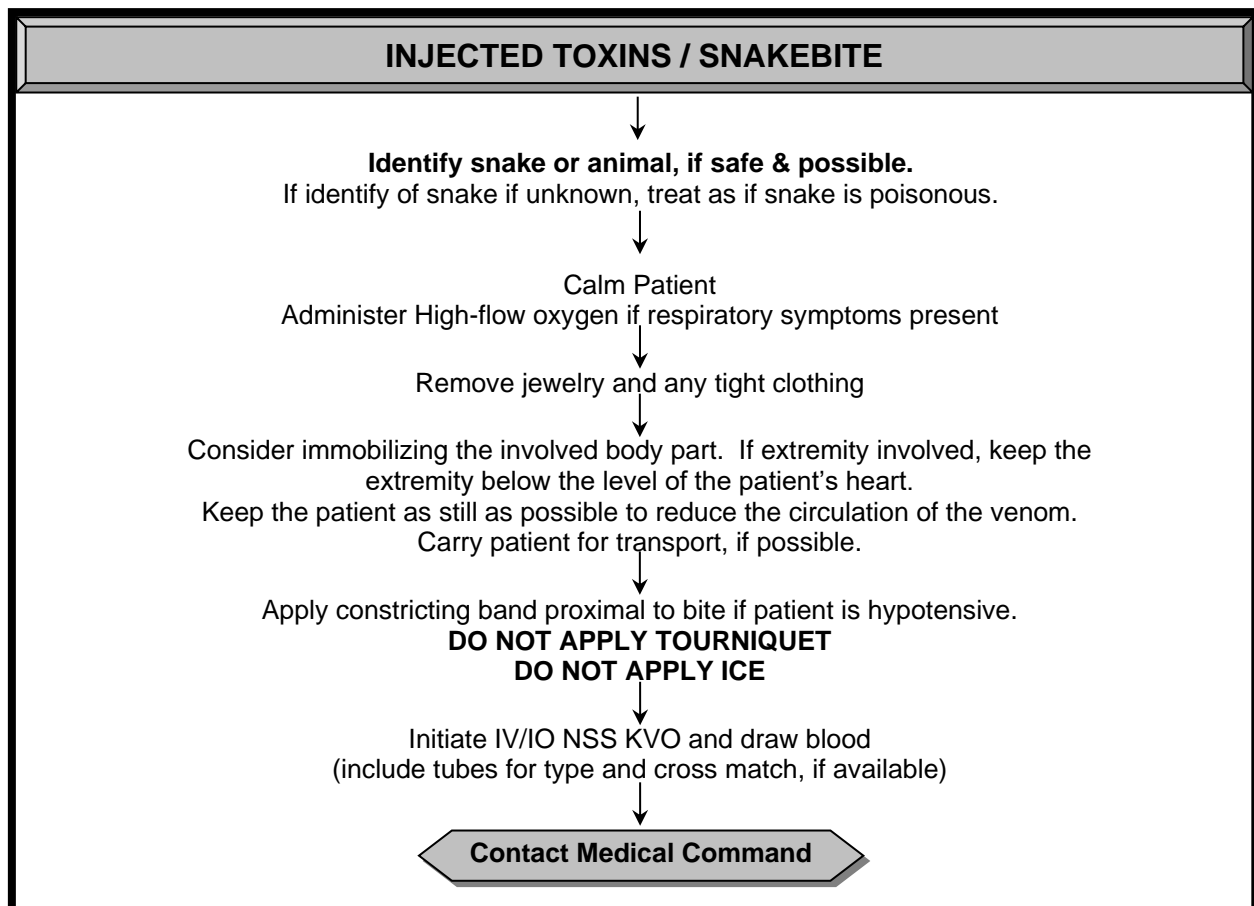 INJECTED TOXINS / SNAKEBITE
Identify snake or animal, if safe & possible.
If identify of snake if unknown, treat as if snake is poisonous.
Calm Patient
Administer High-flow oxygen if respiratory symptoms present
Remove jewelry and any tight clothing
Consider immobilizing the involved body part.  If extremity involved, keep the
extremity below the level of the patient’s heart.
Keep the patient as still as possible to reduce the circulation of the venom.
Carry patient for transport, if possible.
Apply constricting band proximal to bite if patient is hypotensive.
DO NOT APPLY TOURNIQUET
DO NOT APPLY ICE
Initiate IV/IO NSS KVO and draw blood
(include tubes for type and cross match, if available)
Contact Medical Command